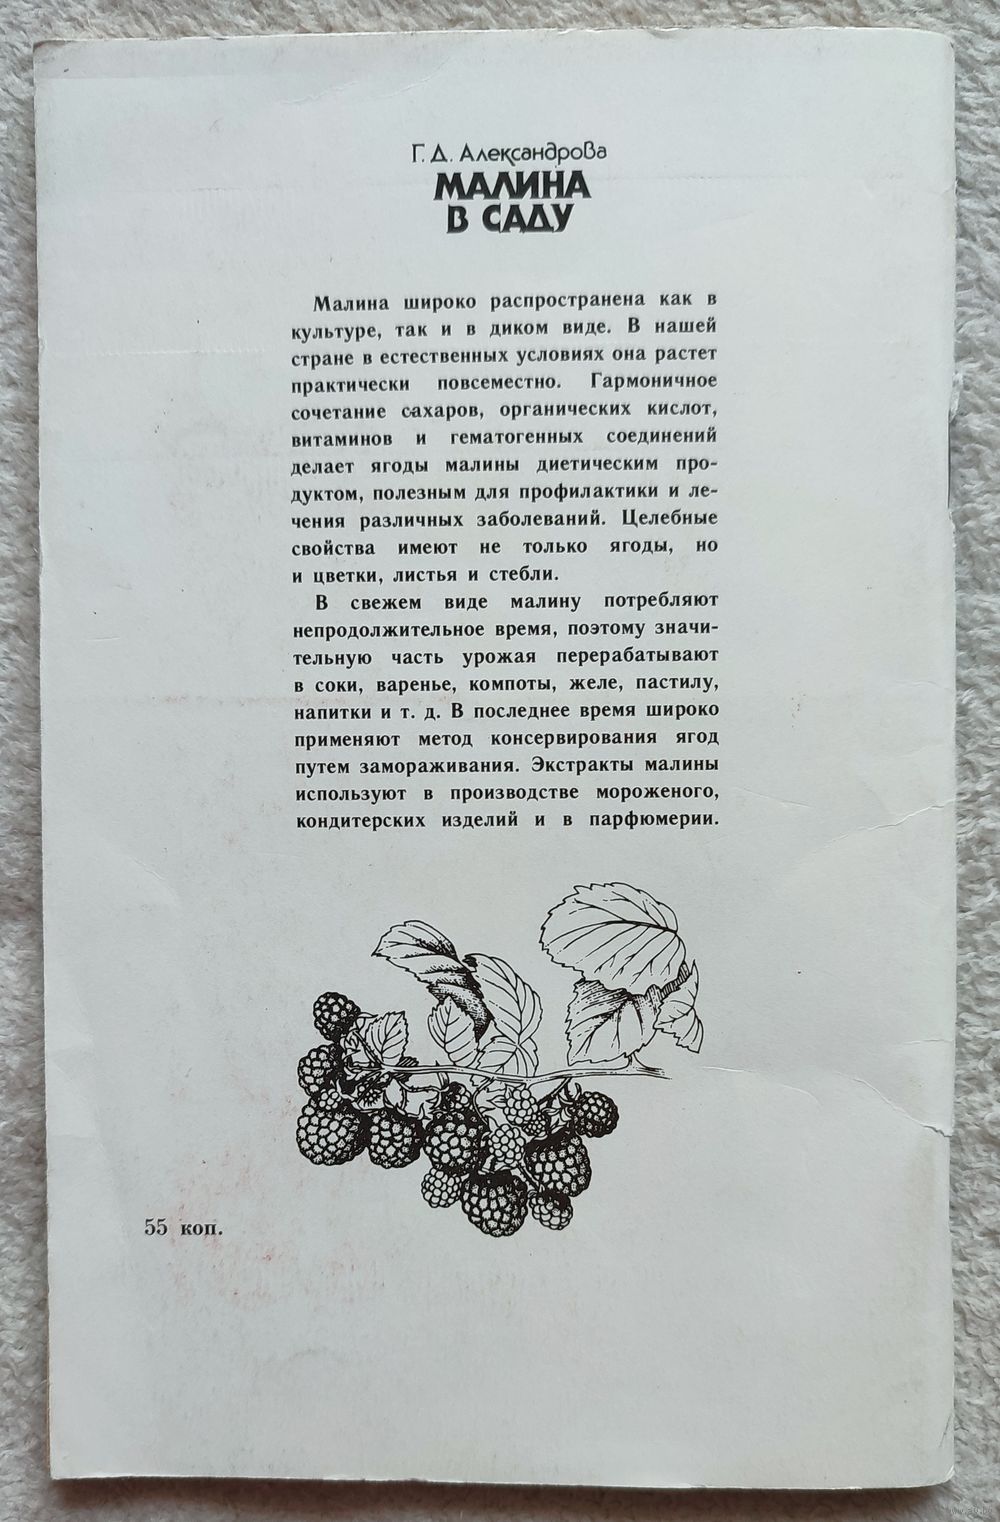 Г. Д. Александрова
МАЛИНА
В САДУ
Малина широко распространена как в
культуре, так и в диком виде. В нашей
стране в естественных условиях она растет
практически повсеместно. Гармоничное
сочетание сахаров, органических кислот,
витаминов и гематогенных соединений
делает ягоды малины диетическим про-
дуктом, полезным для профилактики и ле-
чения различных заболеваний. Целебные
свойства имеют не только ягоды, но
и цветки, листья и стебли.
В свежем виде малину потребляют
непродолжительное время, поэтому значи-
тельную часть урожая перерабатывают
в соки, варенье, компоты, желе, пастилу,
напитки и т. д. В последнее время широко
применяют метод консервирования ягод
путем замораживания. Экстракты малины
используют в производстве мороженого,
кондитерских изделий и в парфюмерии.
55 коп.